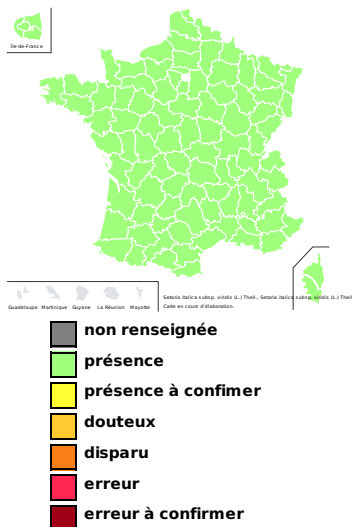 Île-de-France
Guadeloupe Martinique Guyane La Réunion Mayotte
Setaria italica subsp. viridis (L.) Thell., Setaria italica subsp. viridis (L.) Thell
Carte en cours d'élaboration.
non renseignée
présence
présence à confimer
douteux
disparu
erreur
erreur à confirmer